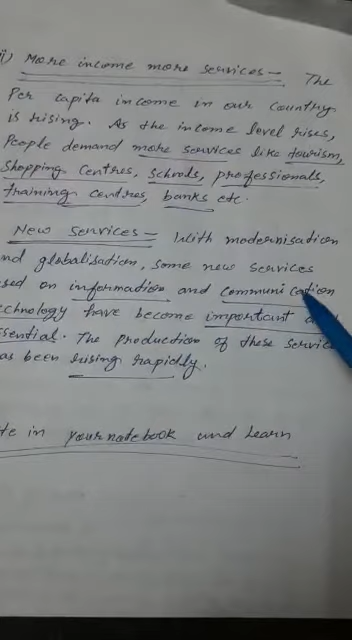 ii) More income more services - The
Per capita income in our country
is rising. As the income level rises,
People demand more services like tourism,
shopping centres, schools, professionals,
training centres, banks etc.
New services - With modernisation
nd globalisation, some new services
sed on information and communication
echnology have become important a
ssential. The production of these servic
as been rising rapidly.
te in your notebook and learn